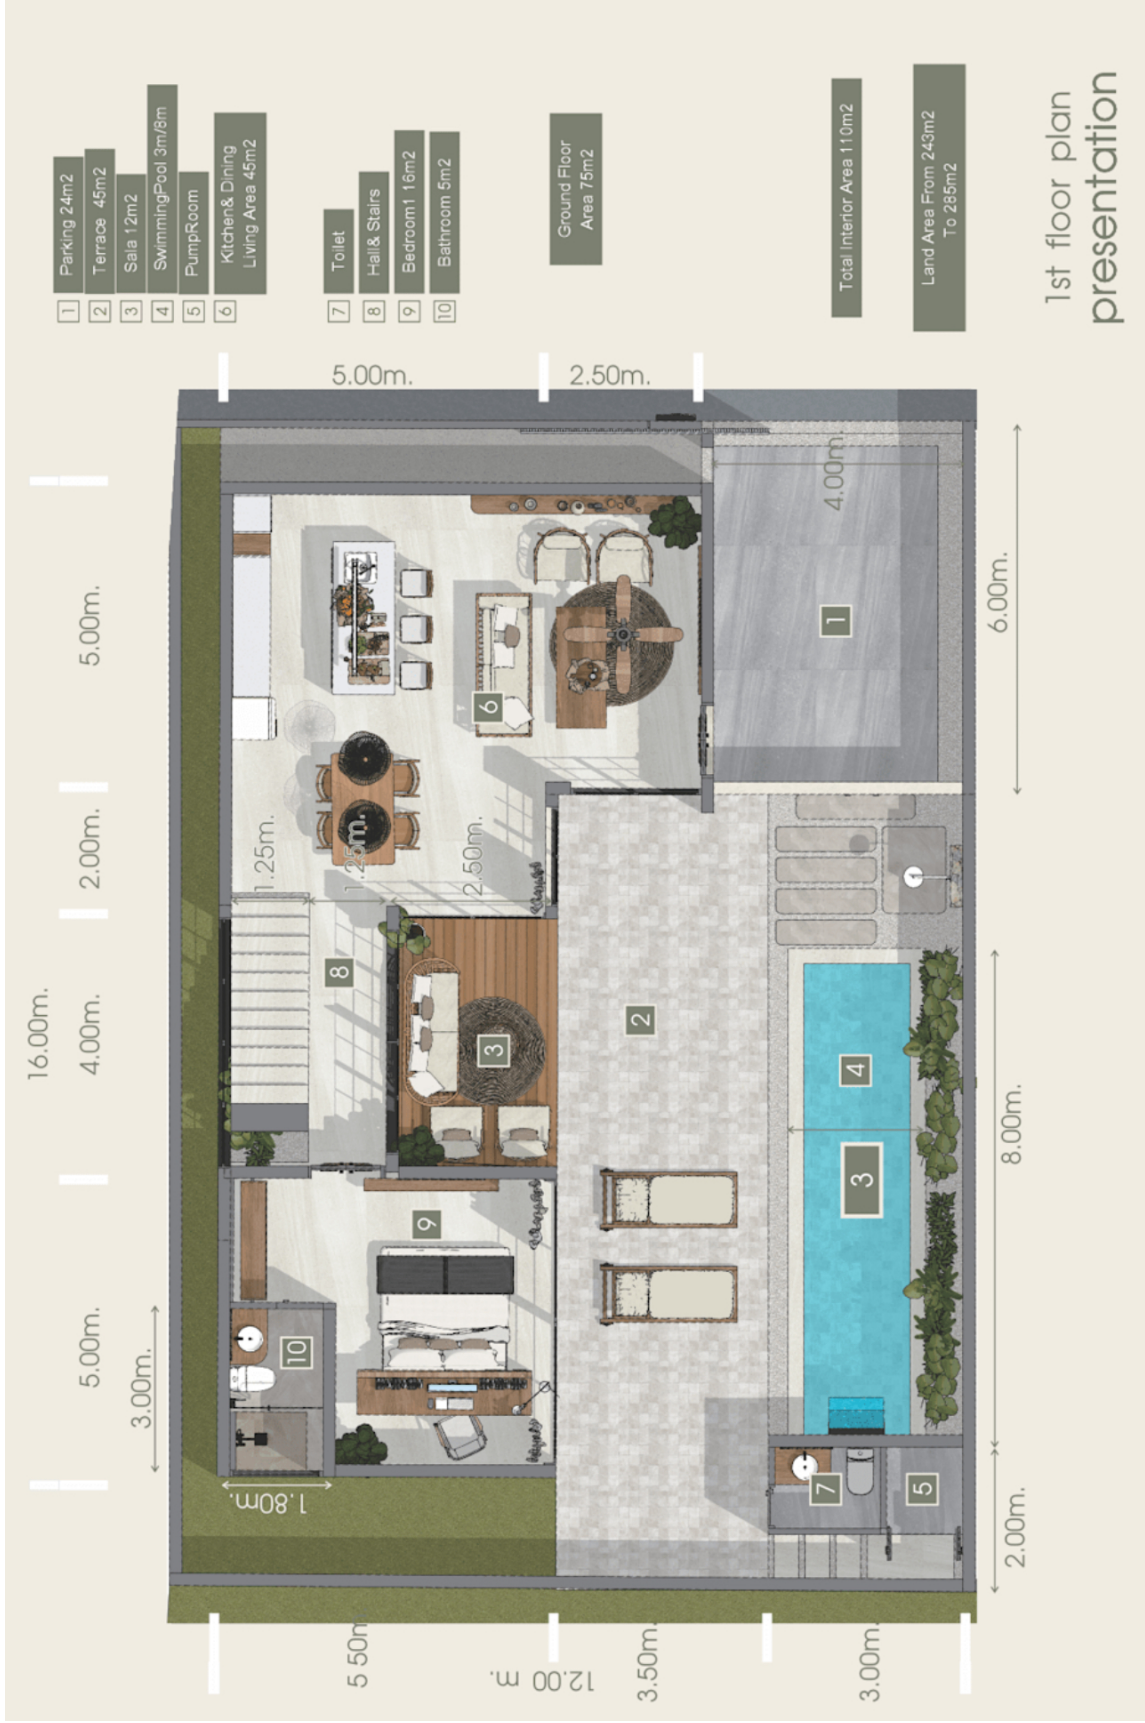 1 Parking 24m2
2 Terrace 45m2
3 Sala 12m2
4 SwimmingPool 3m/8m
5 PumpRoom
6 Kitchen& Dining
Living Area 45m2
7 Toilet
8 Hall& Stairs
9 Bedroom1 16m2
10 Bathroom 5m2
Ground Floor
Area 75m2
Total Interior Area 110m2
Land Area From 243m2
To 285m2
1st floor plan
presentation
16.00m.
5.00m.
4.00m.
2.00m.
5.00m.
3.00m.
1.80m.
5.00m.
2.50m.
1.25m.
1.25m.
2.50m.
4.00m.
6.00m.
8.00m.
2.00m.
5 50m
3.50m.
3.00m.
12.00 m.
10
9
8
6
3
2
1
4
3
7
5